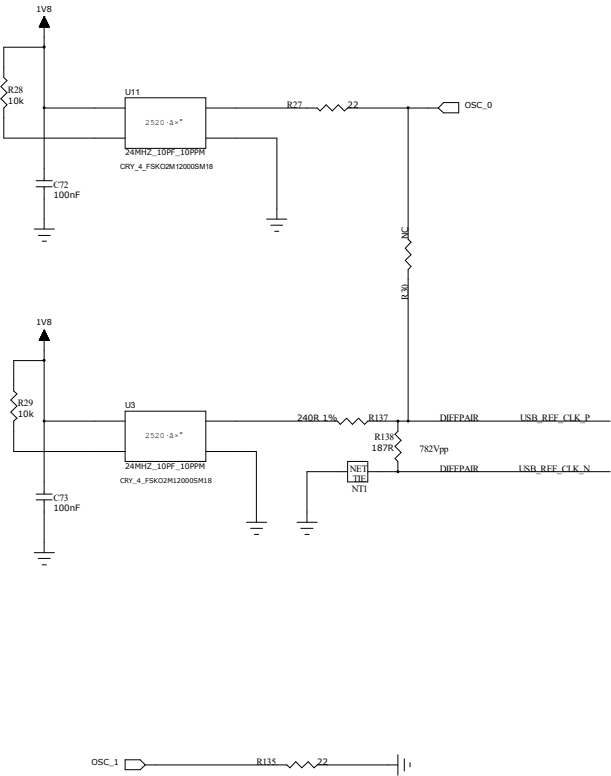 1V8
R28
10k
U11
2520 ·â×°
24MHZ_10PF_10PPM
CRY_4_FSKO2M12000SM18
R27
22
OSC_0
C72
100nF
NC
R30
1V8
R29
10k
U3
2520 ·â×°
24MHZ_10PF_10PPM
CRY_4_FSKO2M12000SM18
240R 1%
R137
DIFFPAIR
USB_REF_CLK_P
R138
187R
782Vpp
NET
TIE
NT1
DIFFPAIR
USB_REF_CLK_N
C73
100nF
OSC_1
R135
22